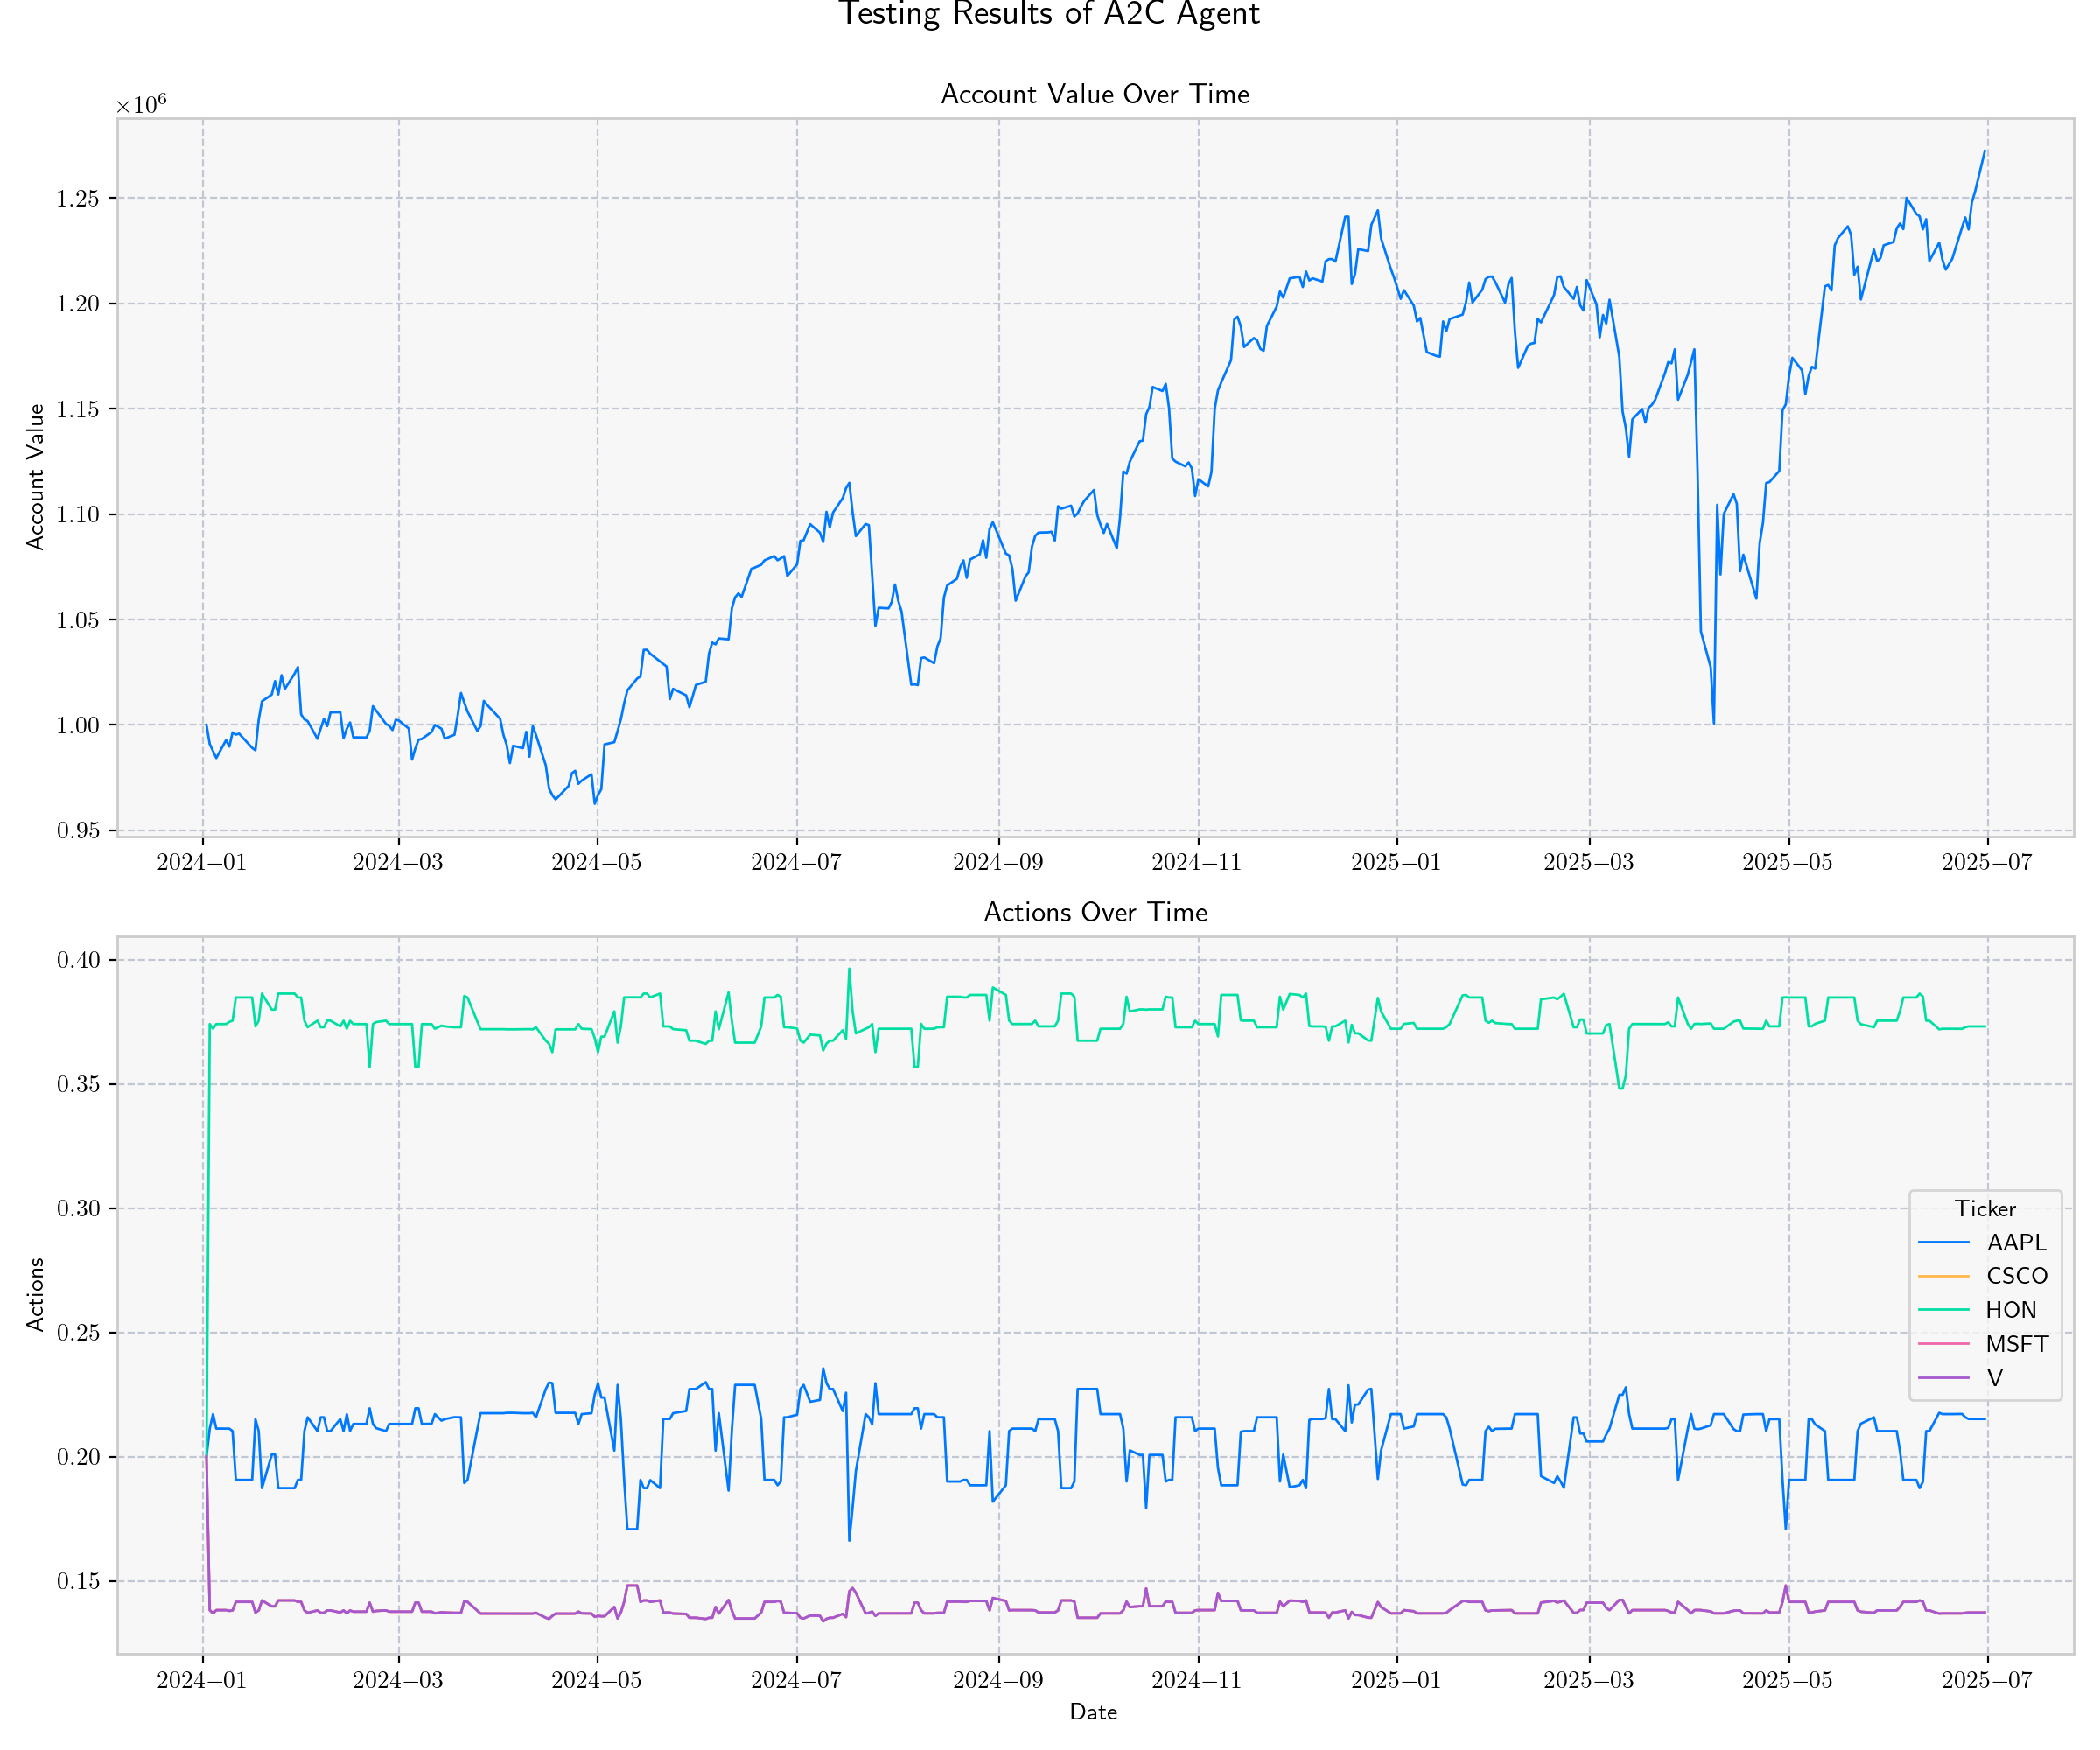 Testing Results of A2C Agent
Account Value Over Time
×10⁶
Account Value
1.25
1.20
1.15
1.10
1.05
1.00
0.95
2024−01 2024−03 2024−05 2024−07 2024−09 2024−11 2025−01 2025−03 2025−05 2025−07
Actions Over Time
Actions
0.40
0.35
0.30
0.25
0.20
0.15
Ticker
AAPL
CSCO
HON
MSFT
V
2024−01 2024−03 2024−05 2024−07 2024−09 2024−11 2025−01 2025−03 2025−05 2025−07
Date